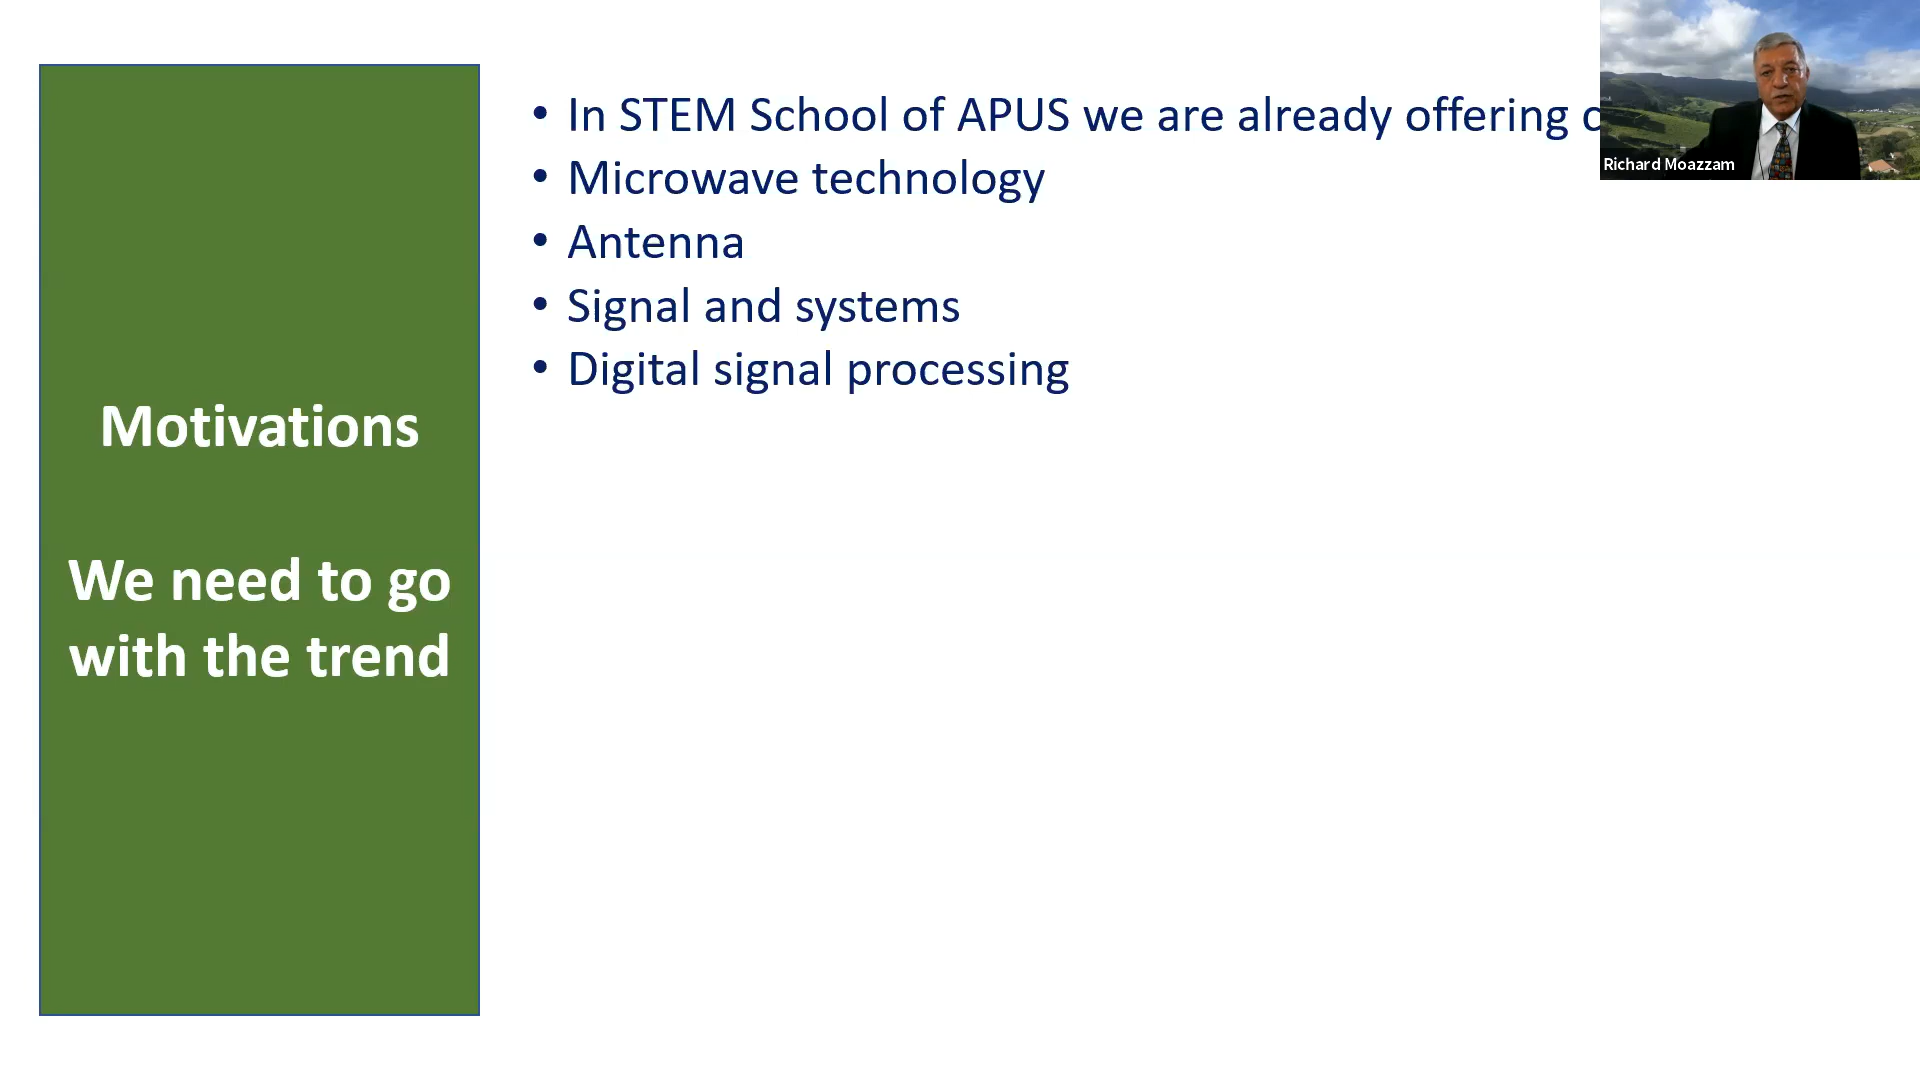 Motivations
We need to go
with the trend
• In STEM School of APUS we are already offering
• Microwave technology
• Antenna
• Signal and systems
• Digital signal processing
Richard Moazzam